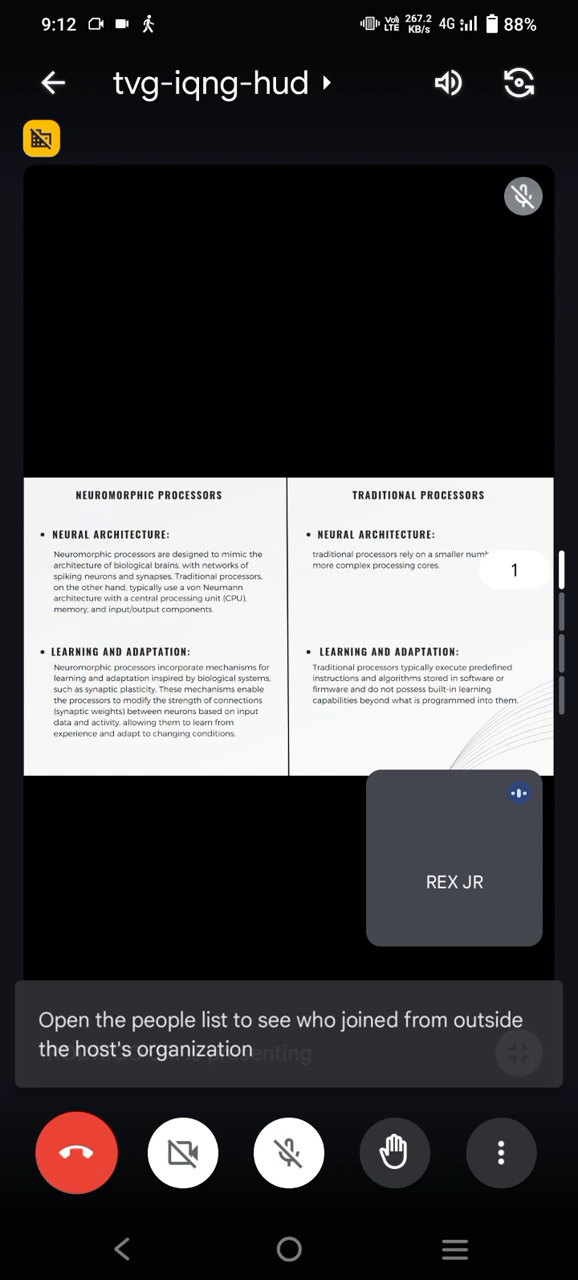 9:12
Vo)
LTE
267.2
KB/s
4G
88%
tvg-iqng-hud
NEUROMORPHIC PROCESSORS
• NEURAL ARCHITECTURE:
Neuromorphic processors are designed to mimic the
architecture of biological brains, with networks of
spiking neurons and synapses. Traditional processors,
on the other hand, typically use a von Neumann
architecture with a central processing unit (CPU),
memory, and input/output components.
• LEARNING AND ADAPTATION:
Neuromorphic processors incorporate mechanisms for
learning and adaptation inspired by biological systems,
such as synaptic plasticity. These mechanisms enable
the processors to modify the strength of connections
(synaptic weights) between neurons based on input
data and activity, allowing them to learn from
experience and adapt to changing conditions.
TRADITIONAL PROCESSORS
• NEURAL ARCHITECTURE:
traditional processors rely on a smaller
more complex processing cores.
1
• LEARNING AND ADAPTATION:
Traditional processors typically execute predefined
instructions and algorithms stored in software or
firmware and do not possess built-in learning
capabilities beyond what is programmed into them.
REX JR
Open the people list to see who joined from outside
the host's organization
presenting